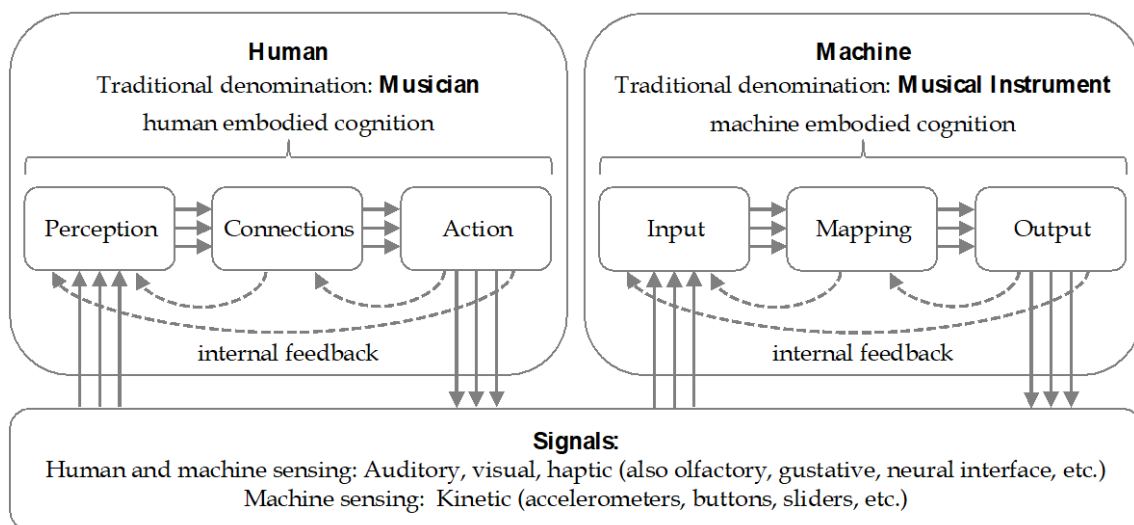 Human
Traditional denomination: Musician
human embodied cognition
Perception
Connections
Action
internal feedback
Machine
Traditional denomination: Musical Instrument
machine embodied cognition
Input
Mapping
Output
internal feedback
Signals:
Human and machine sensing: Auditory, visual, haptic (also olfactory, gustative, neural interface, etc.)
Machine sensing: Kinetic (accelerometers, buttons, sliders, etc.)